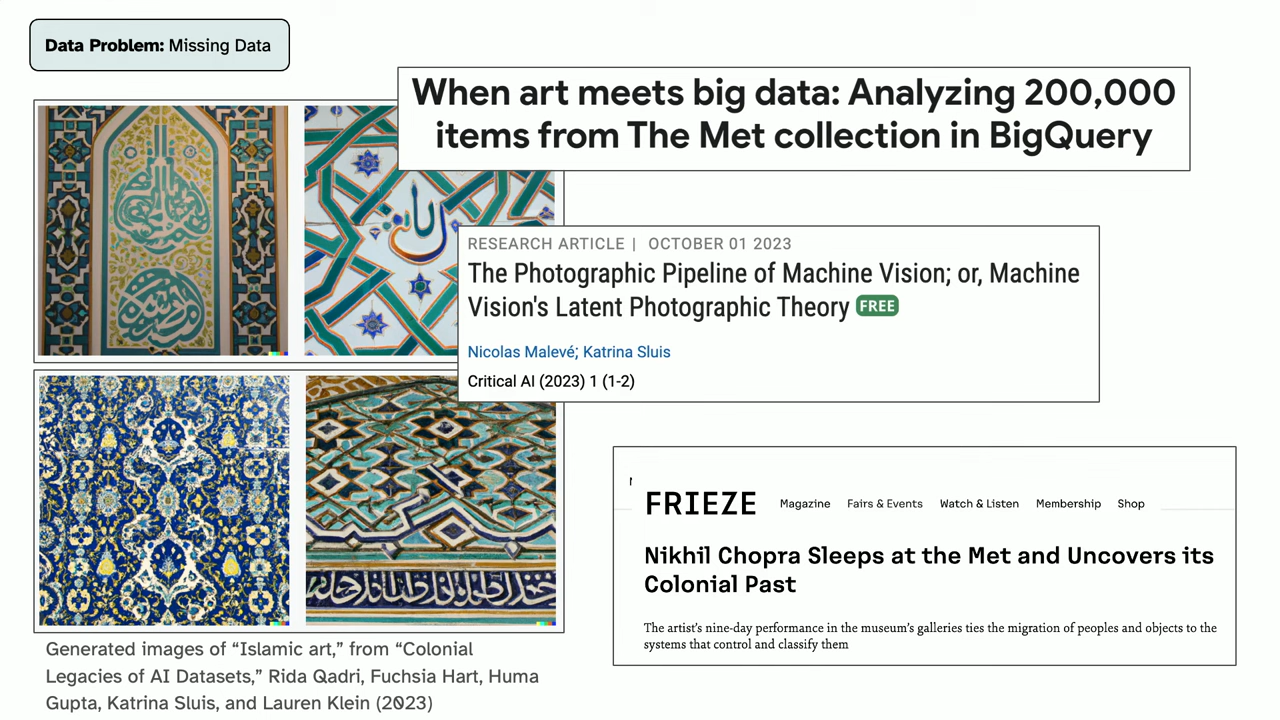 Data Problem: Missing Data
When art meets big data: Analyzing 200,000
items from The Met collection in BigQuery
RESEARCH ARTICLE | OCTOBER 01 2023
The Photographic Pipeline of Machine Vision; or, Machine
Vision's Latent Photographic Theory FREE
Nicolas Malevé; Katrina Sluis
Critical AI (2023) 1 (1-2)
FRIEZE Magazine Fairs & Events Watch & Listen Membership Shop
Nikhil Chopra Sleeps at the Met and Uncovers its
Colonial Past
The artist's nine-day performance in the museum's galleries ties the migration of peoples and objects to the
systems that control and classify them
Generated images of “Islamic art,” from “Colonial
Legacies of AI Datasets,” Rida Qadri, Fuchsia Hart, Huma
Gupta, Katrina Sluis, and Lauren Klein (2023)